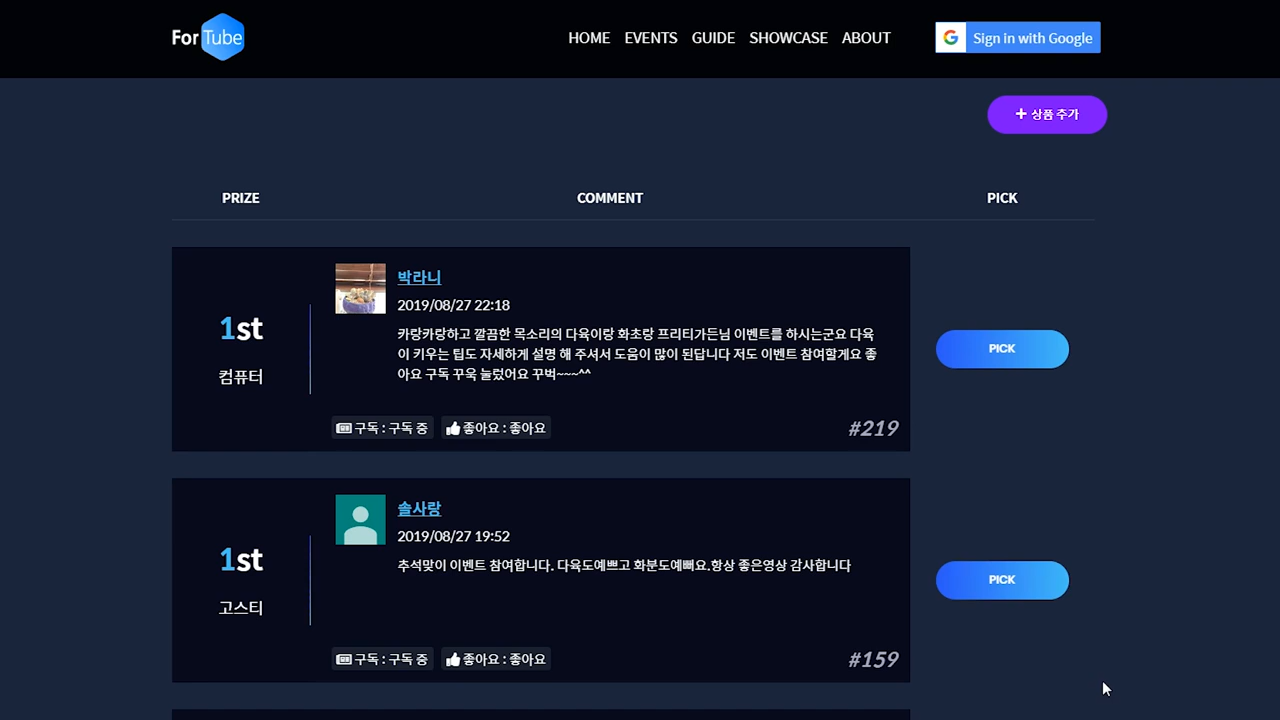 ForTube
HOME EVENTS GUIDE SHOWCASE ABOUT
Sign in with Google
+ 상품 추가
PRIZE COMMENT PICK
1st
컴퓨터
박라니
2019/08/27 22:18
카랑카랑하고 깔끔한 목소리의 다육이랑 화초랑 프리티가든님 이벤트를 하시는군요 다육
이 키우는 팁도 자세하게 설명 해 주셔서 도움이 많이 된답니다 저도 이벤트 참여할게요 좋
아요 구독 꾸욱 눌렀어요 꾸벅~~~^^
구독 : 구독 중 좋아요 : 좋아요
#219
PICK
1st
고스티
솔사랑
2019/08/27 19:52
추석맞이 이벤트 참여합니다. 다육도예쁘고 화분도예뻐요.항상 좋은영상 감사합니다
구독 : 구독 중 좋아요 : 좋아요
#159
PICK